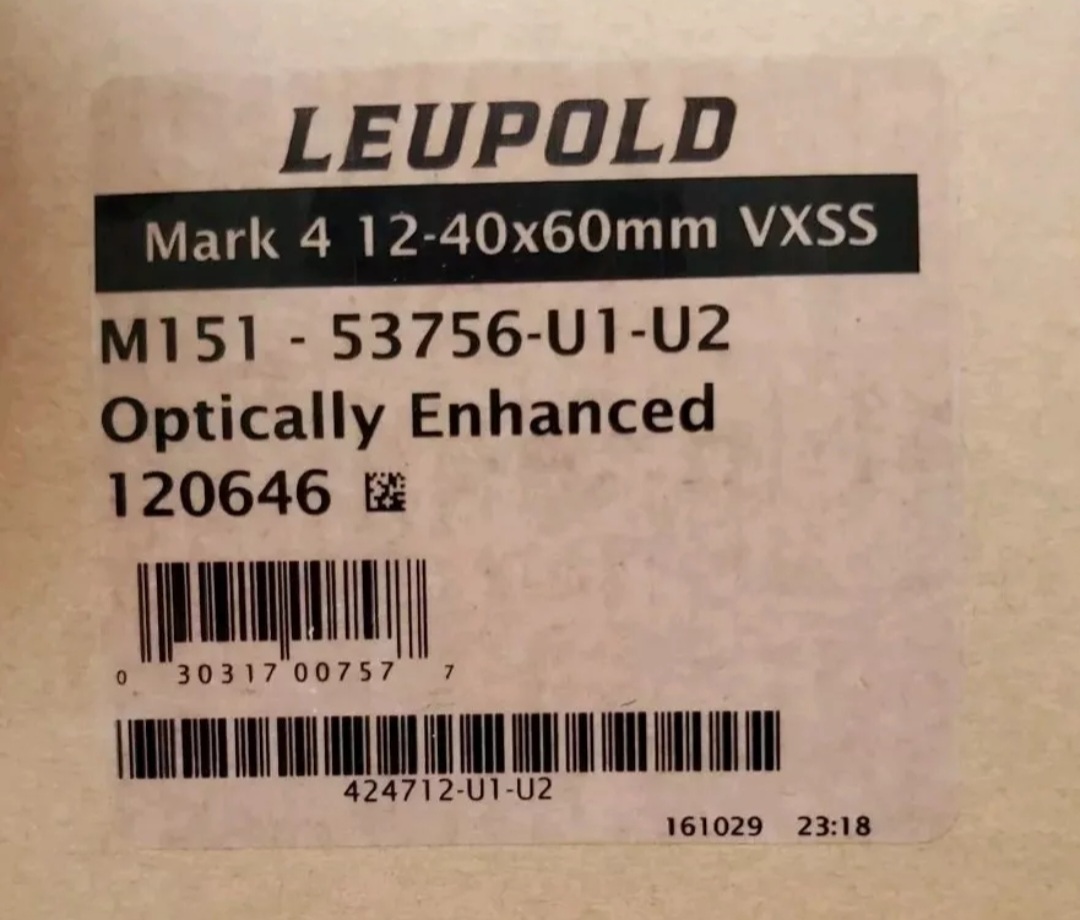 LEUPOLD
Mark 4 12-40x60mm VXSS
M151 - 53756-U1-U2
Optically Enhanced
120646
0 30317 00757 7
424712-U1-U2
161029 23:18